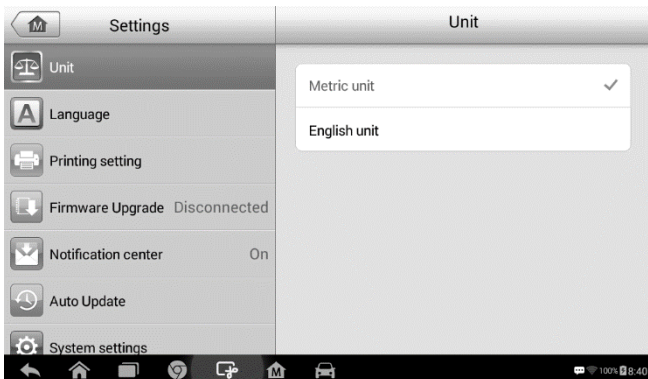 Settings
Unit
Unit
Language
Printing setting
Firmware Upgrade Disconnected
Notification center On
Auto Update
System settings
Metric unit
English unit
100% 8:40